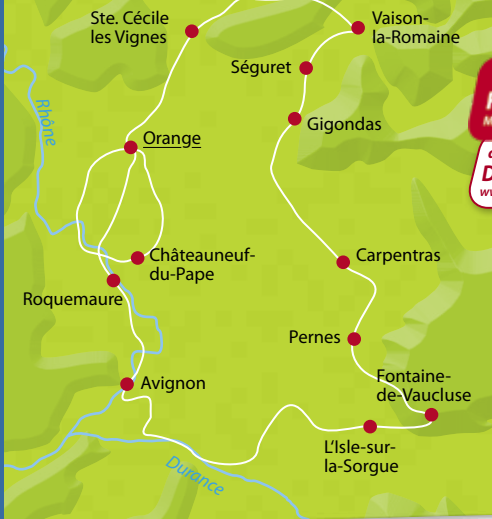 Ste. Cécile
les Vignes
Vaison-
la-Romaine
Séguret
Rhône
Gigondas
Orange
Châteauneuf-
du-Pape
Carpentras
Roquemaure
Pernes
Fontaine-
de-Vaucluse
Avignon
L'Isle-sur-
la-Sorgue
Durance